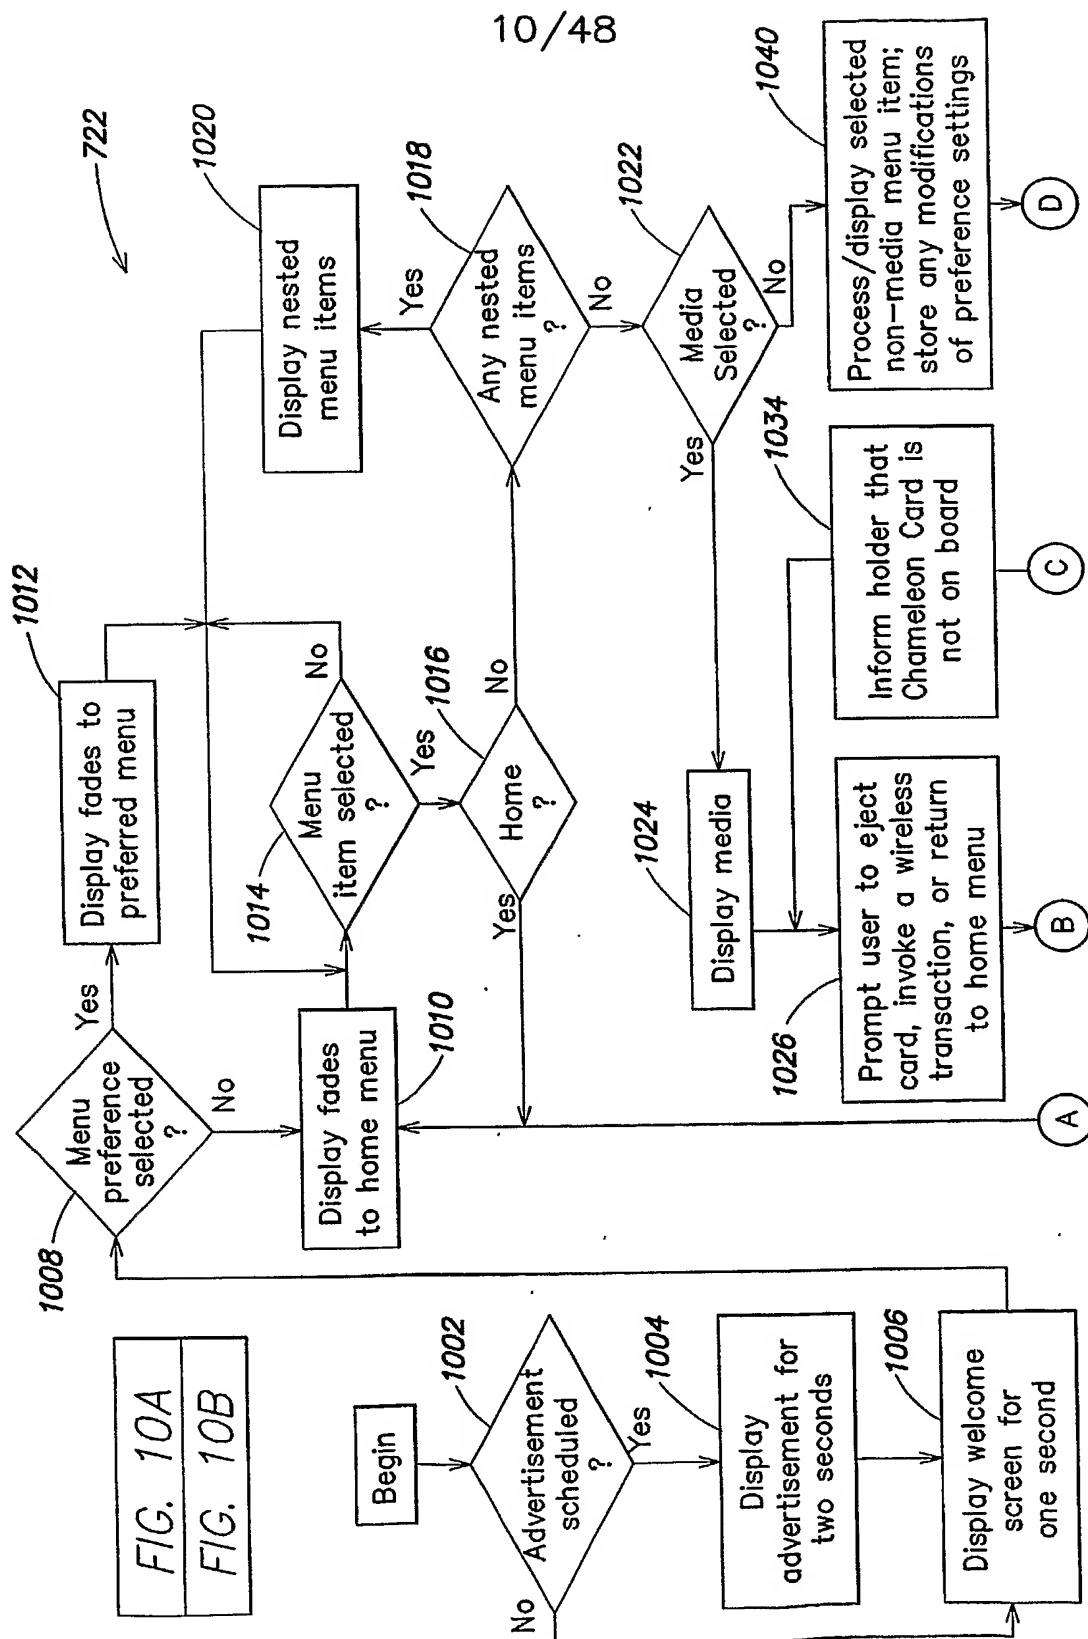 10/48
722
FIG. 10A
FIG. 10B
Begin
1002
Advertisement
scheduled
?
No
Yes
1004
Display
advertisement for
two seconds
1006
Display welcome
screen for
one second
1008
Menu
preference
selected
?
Yes
No
1012
Display fades to
preferred menu
1010
Display fades
to home menu
1014
Menu
item selected
?
No
Yes
1016
Home
?
Yes
No
1018
Any nested
menu items
?
Yes
No
1020
Display nested
menu items
1022
Media
Selected
?
Yes
No
1024
Display media
1026
Prompt user to eject
card, invoke a wireless
transaction, or return
to home menu
1034
Inform holder that
Chameleon Card is
not on board
1040
Process/display selected
non-media menu item;
store any modifications
of preference settings
A
B
C
D